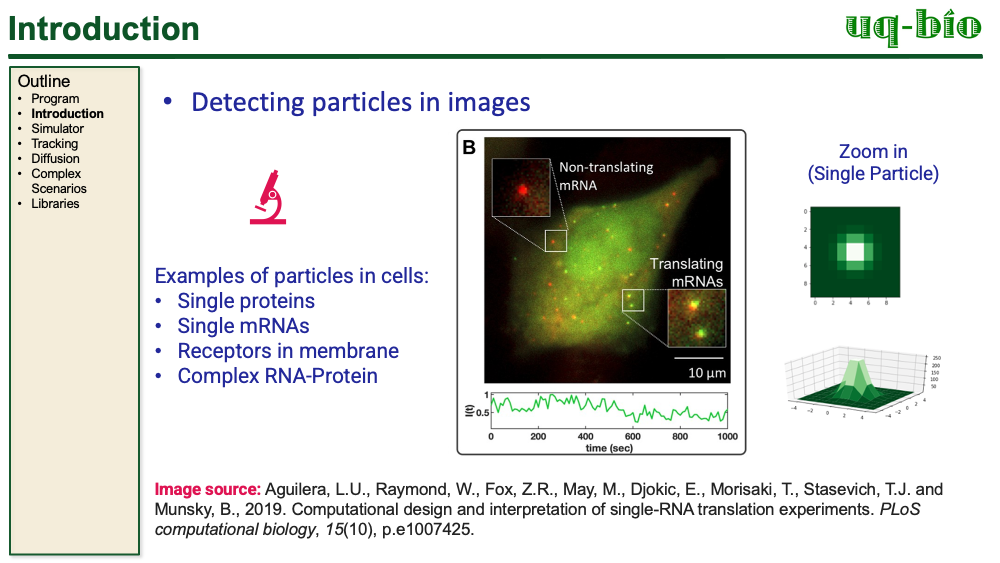 Introduction
uq-bio
Outline
• Program
• Introduction
• Simulator
• Tracking
• Diffusion
• Complex
Scenarios
• Libraries
• Detecting particles in images
Examples of particles in cells:
• Single proteins
• Single mRNAs
• Receptors in membrane
• Complex RNA-Protein
B
Non-translating
mRNA
Translating
mRNAs
10 µm
I(t)
1
0.5
0 200 400 600 800 1000
time (sec)
Zoom in
(Single Particle)
0
2
4
6
8
0 2 4 6 8
250
200
150
100
50
-4 -2 0 2 4
-4 -2 0 2 4
Image source: Aguilera, L.U., Raymond, W., Fox, Z.R., May, M., Djokic, E., Morisaki, T., Stasevich, T.J. and
Munsky, B., 2019. Computational design and interpretation of single-RNA translation experiments. PLoS
computational biology, 15(10), p.e1007425.